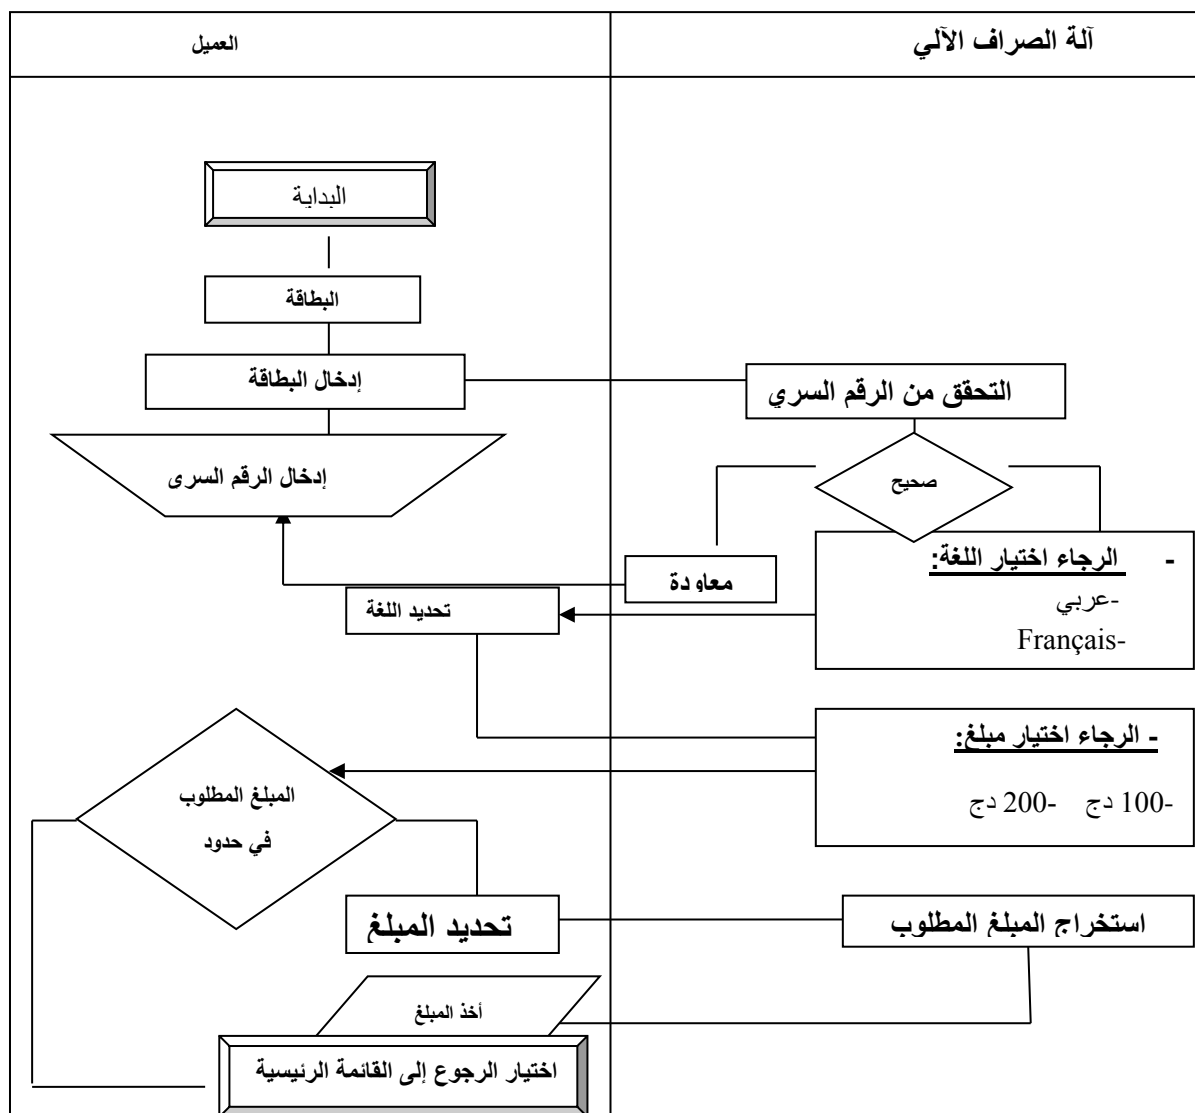 آلة الصراف الآلي
العميل
البداية
البطاقة
إدخال البطاقة
التحقق من الرقم السري
إدخال الرقم السرى
صحيح
معاودة
- الرجاء اختيار اللغة:
-عربي
Français-
تحديد اللغة
- الرجاء اختيار مبلغ:
-100 دج -200 دج
المبلغ المطلوب
في حدود
تحديد المبلغ
استخراج المبلغ المطلوب
أخذ المبلغ
اختيار الرجوع إلى القائمة الرئيسية